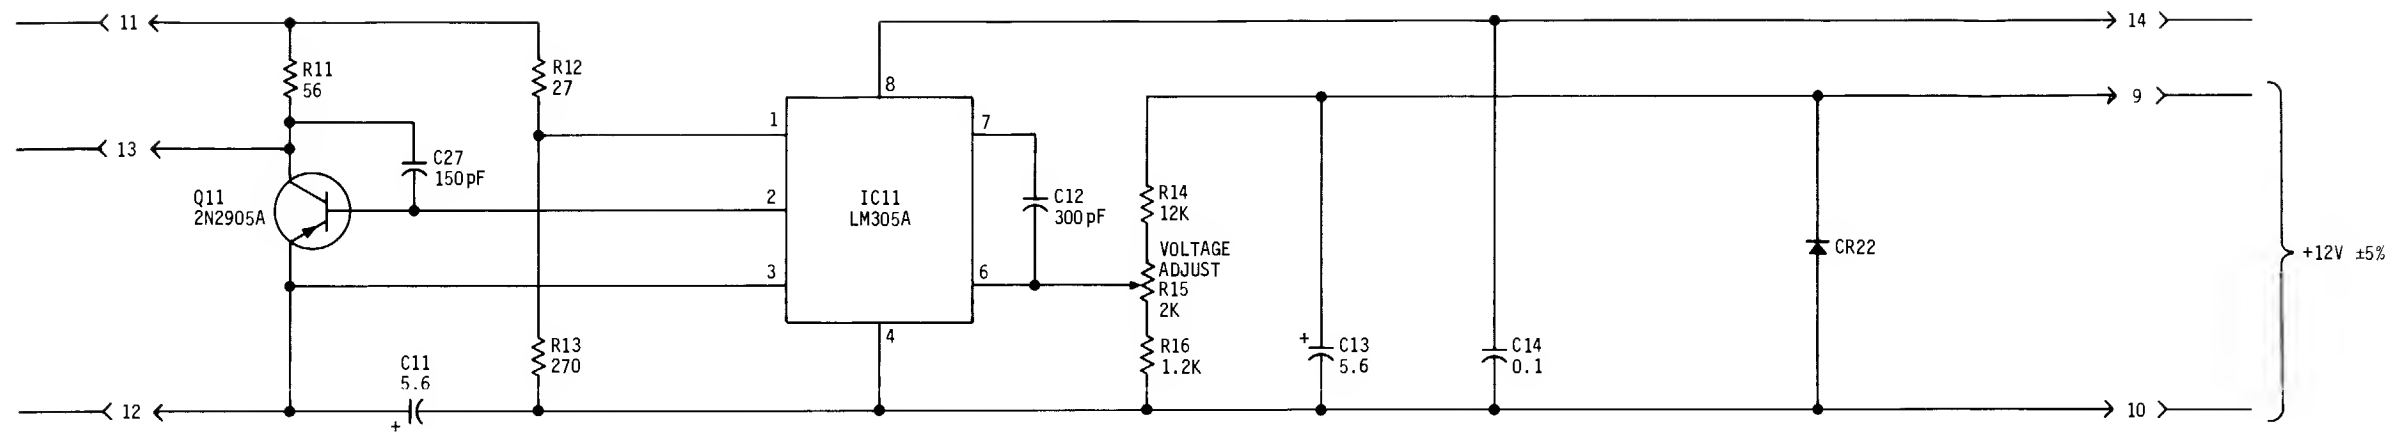 11
14
R11
56
R12
27
8
9
1
7
13
C27
150pF
Q11
2N2905A
2
IC11
LM305A
C12
300pF
R14
12K
VOLTAGE
ADJUST
R15
2K
CR22
+12V ±5%
3
6
4
R13
270
R16
1.2K
+
C13
5.6
C14
0.1
C11
5.6
+
12
10